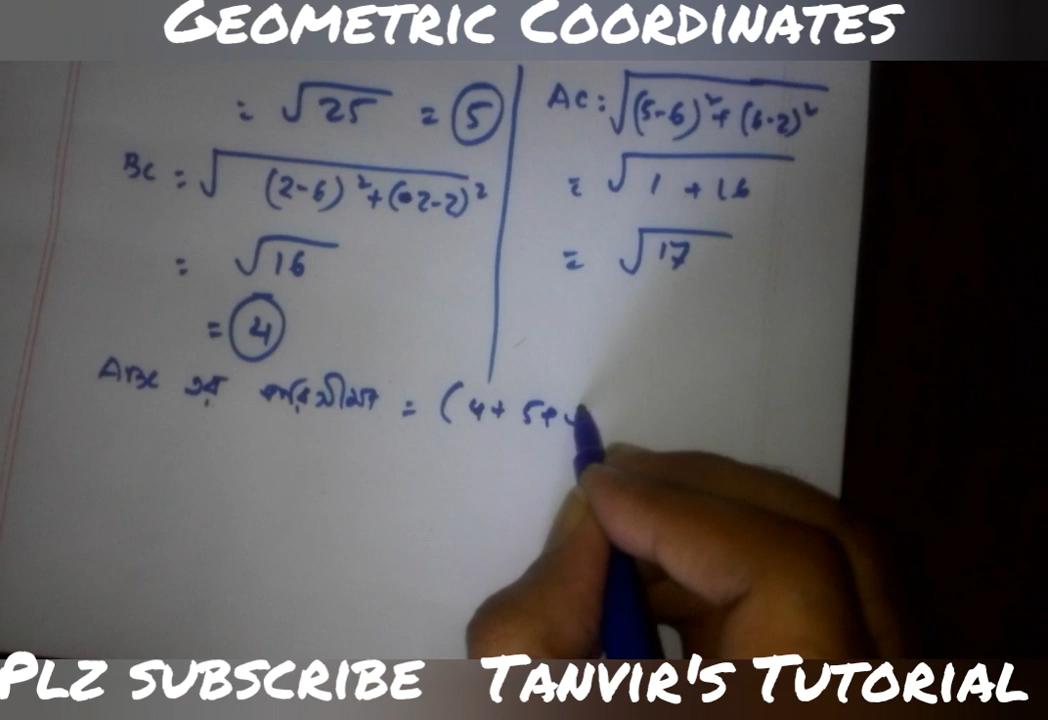 GEOMETRIC COORDINATES
= √25 = 5
BC = √(2-6)²+(2-2)²
= √16
= 4
AC = √(5-6)²+(6-2)²
= √1 + 16
= √17
ABC এর পরিসীমা = (4+5+√
PLZ SUBSCRIBE TANVIR'S TUTORIAL